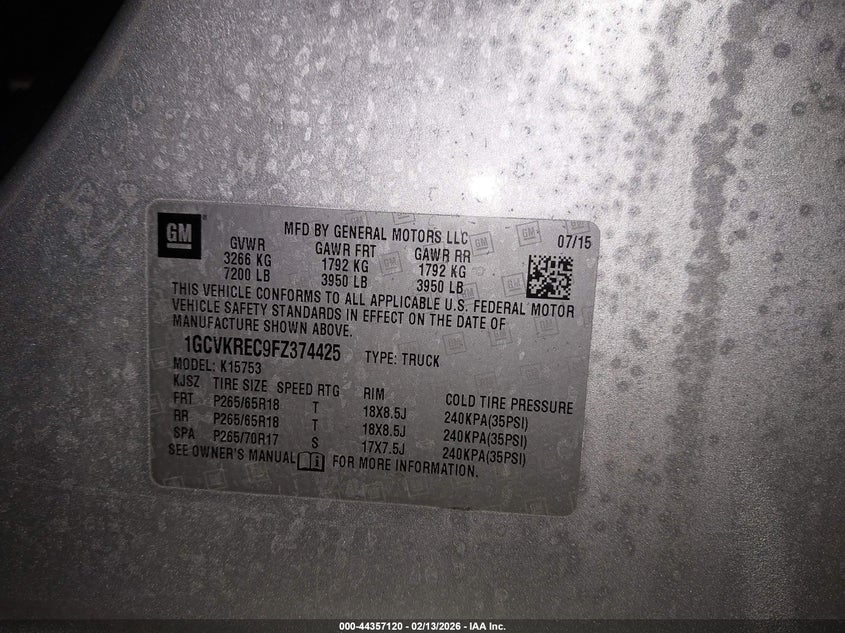 GM MFD BY GENERAL MOTORS LLC 07/15
GVWR GAWR FRT GAWR RR
3266 KG 1792 KG 1792 KG
7200 LB 3950 LB 3950 LB
THIS VEHICLE CONFORMS TO ALL APPLICABLE U.S. FEDERAL MOTOR
VEHICLE SAFETY STANDARDS IN EFFECT ON THE DATE OF
MANUFACTURE SHOWN ABOVE.
1GCVKREC9FZ374425 TYPE: TRUCK
MODEL: K15753
KJSZ TIRE SIZE SPEED RTG RIM COLD TIRE PRESSURE
FRT P265/65R18 T 18X8.5J 240KPA(35PSI)
RR P265/65R18 T 18X8.5J 240KPA(35PSI)
SPA P265/70R17 S 17X7.5J 240KPA(35PSI)
SEE OWNER'S MANUAL FOR MORE INFORMATION.
000-44357120 - 02/13/2026 - IAA Inc.